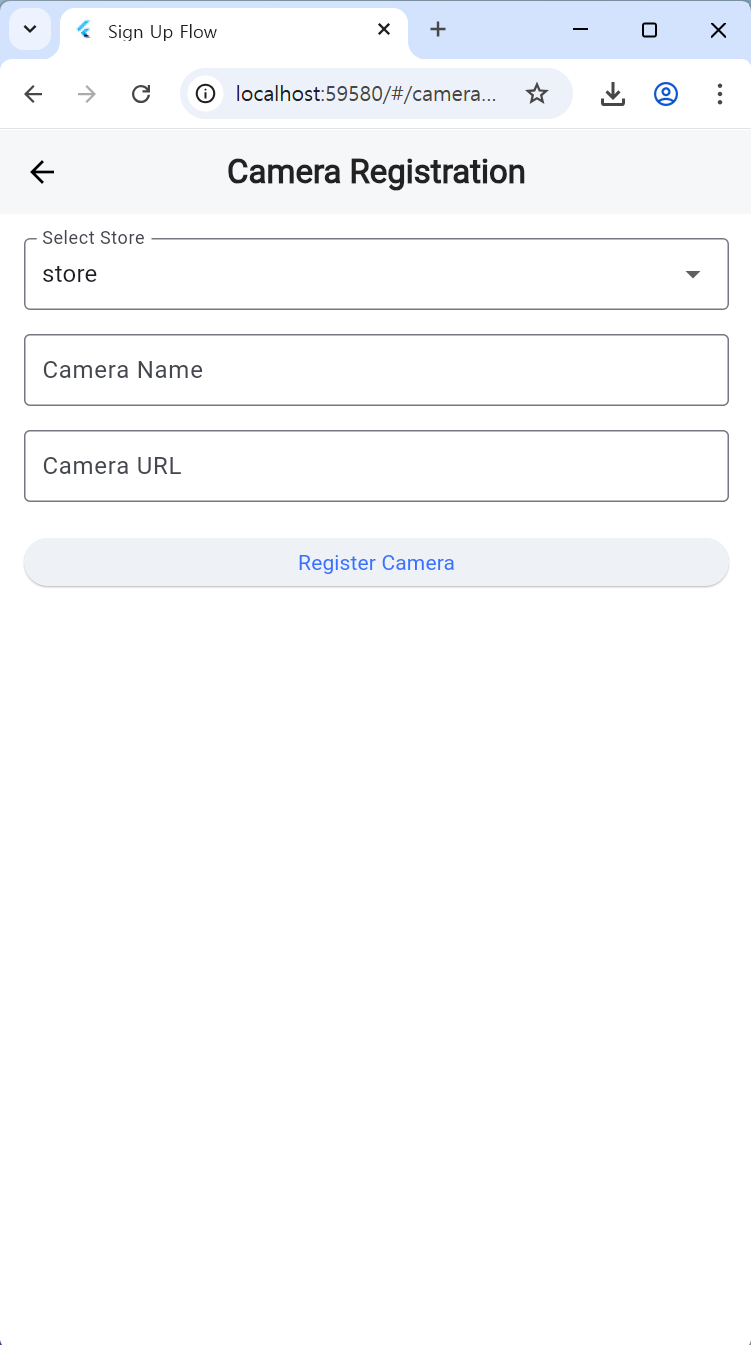 Sign Up Flow
localhost:59580/#/camera...
Camera Registration
Select Store
store
Camera Name
Camera URL
Register Camera